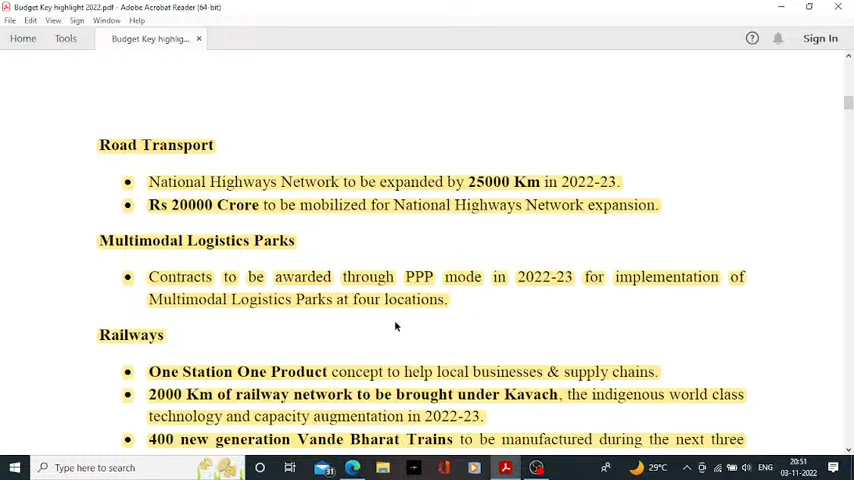 Budget Key highlight 2022.pdf - Adobe Acrobat Reader (64-bit)
File Edit View Sign Window Help
Home Tools Budget Key highlig... × Sign In
Road Transport
• National Highways Network to be expanded by 25000 Km in 2022-23.
• Rs 20000 Crore to be mobilized for National Highways Network expansion.
Multimodal Logistics Parks
• Contracts to be awarded through PPP mode in 2022-23 for implementation of
Multimodal Logistics Parks at four locations.
Railways
• One Station One Product concept to help local businesses & supply chains.
• 2000 Km of railway network to be brought under Kavach, the indigenous world class
technology and capacity augmentation in 2022-23.
• 400 new generation Vande Bharat Trains to be manufactured during the next three
Type here to search 31 29°C ENG 20:51
03-11-2022